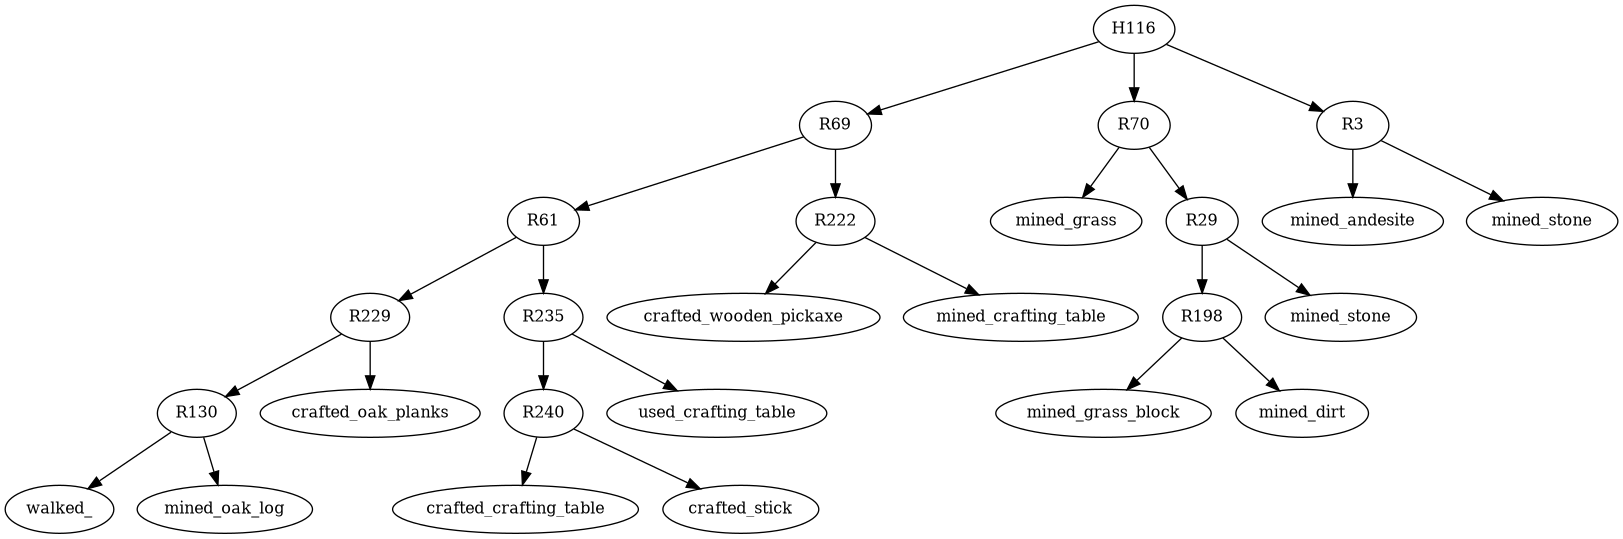 H116
R69
R70
R3
R61
R222
mined_grass
R29
mined_andesite
mined_stone
R229
R235
crafted_wooden_pickaxe
mined_crafting_table
R198
mined_stone
R130
crafted_oak_planks
R240
used_crafting_table
mined_grass_block
mined_dirt
walked_
mined_oak_log
crafted_crafting_table
crafted_stick